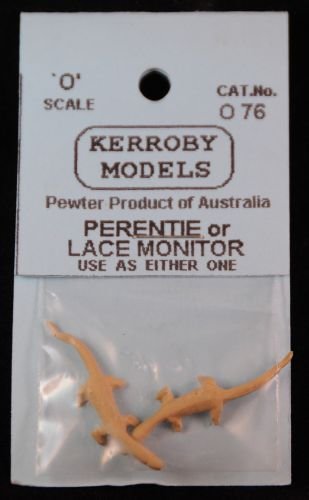 'O'
SCALE
CAT.No.
O 76
KERROBY
MODELS
Pewter Product of Australia
PERENTIE or
LACE MONITOR
USE AS EITHER ONE